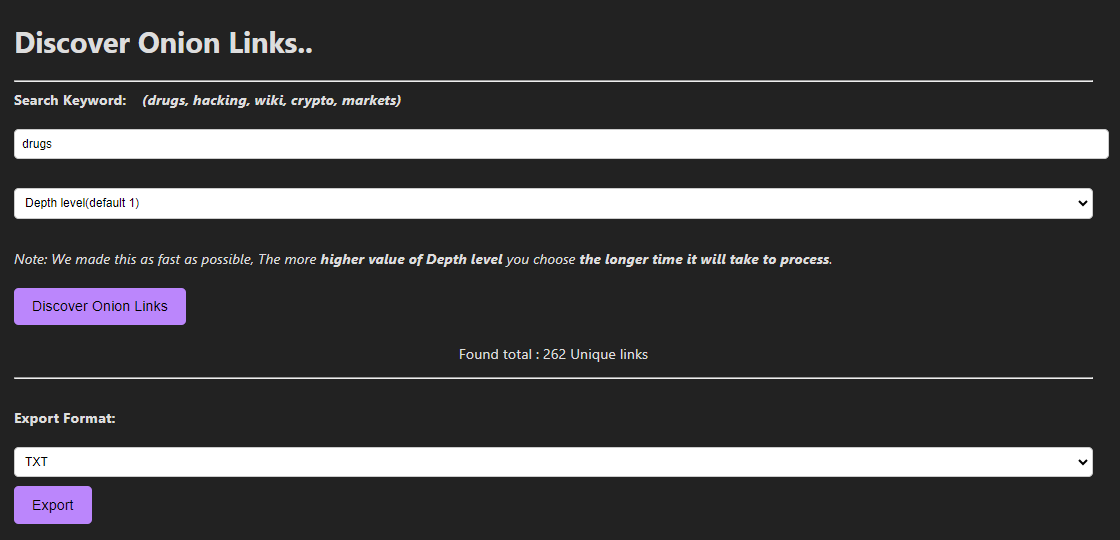 Discover Onion Links..
Search Keyword: (drugs, hacking, wiki, crypto, markets)
drugs
Depth level(default 1)
Note: We made this as fast as possible, The more higher value of Depth level you choose the longer time it will take to process.
Discover Onion Links
Found total : 262 Unique links
Export Format:
TXT
Export